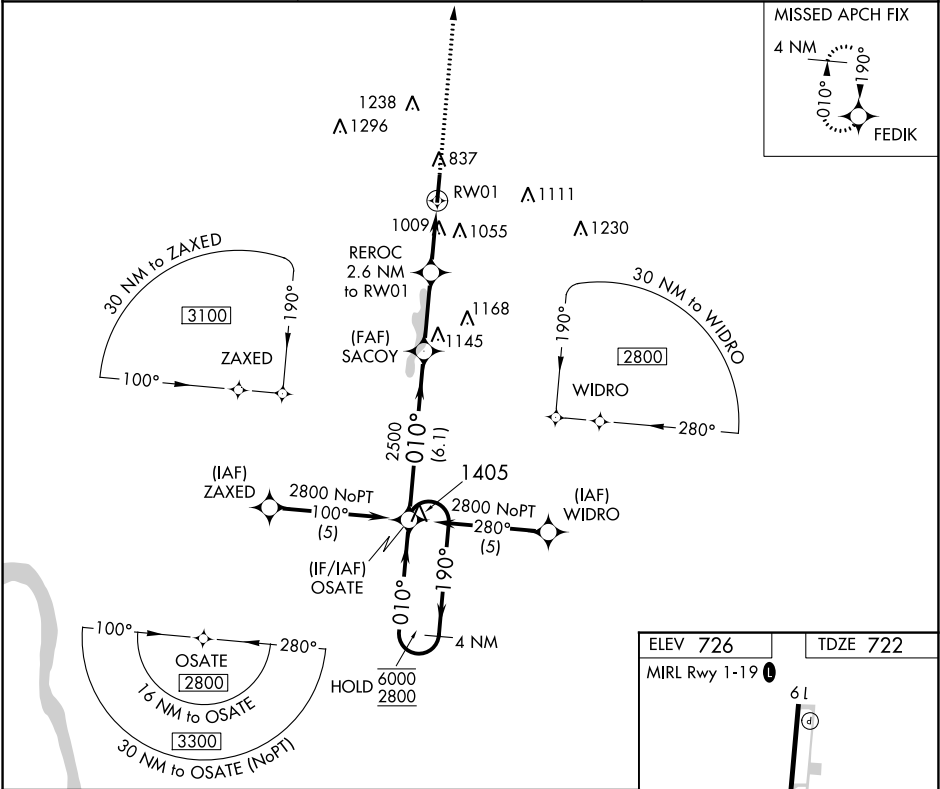 MISSED APCH FIX
4 NM
010°
190°
FEDIK
1238
1296
837
RW01
1111
1009
1055
1230
REROC
2.6 NM
to RW01
1168
(FAF)
SACOY
1145
30 NM to ZAXED
3100
190°
ZAXED
100°
30 NM to WIDRO
190°
2800
WIDRO
280°
2500
010°
(6.1)
1405
(IAF)
ZAXED
2800 NoPT
100°
(5)
2800 NoPT
280°
(5)
(IAF)
WIDRO
(IF/IAF)
OSATE
010°
190°
4 NM
HOLD
6000
2800
100°
280°
OSATE
2800
16 NM to OSATE
3300
30 NM to OSATE (NoPT)
ELEV 726
TDZE 722
MIRL Rwy 1-19 L
19
P